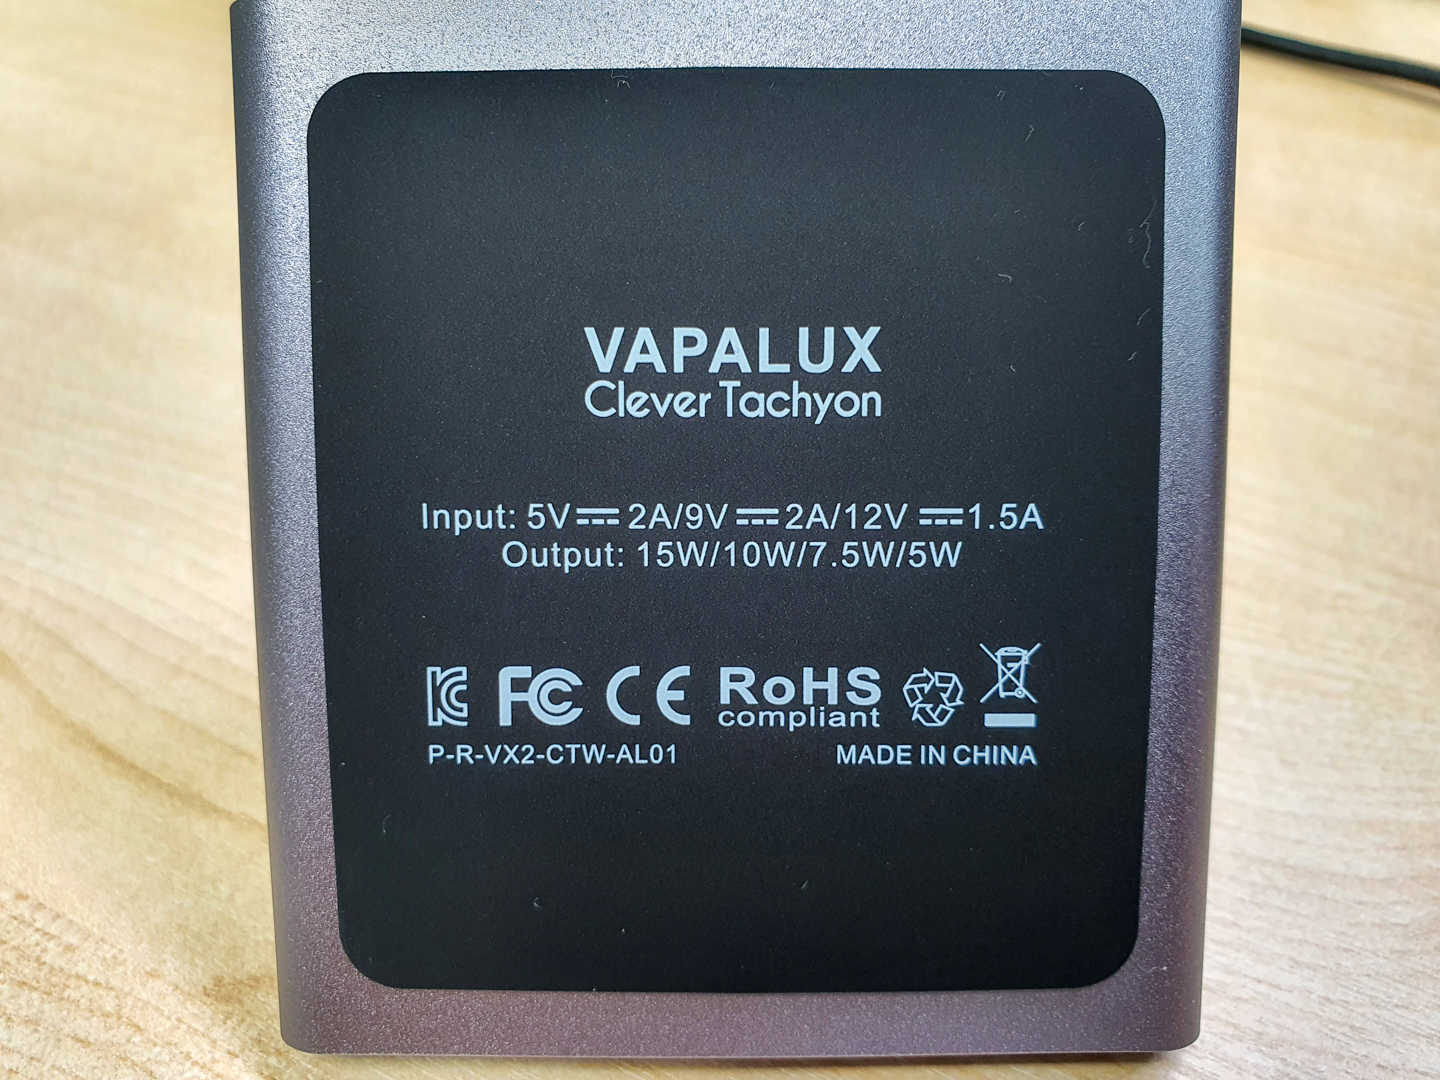 VAPALUX
Clever Tachyon
Input: 5V⎓2A/9V⎓2A/12V⎓1.5A
Output: 15W/10W/7.5W/5W
KC FC CE RoHS
compliant
P-R-VX2-CTW-AL01 MADE IN CHINA